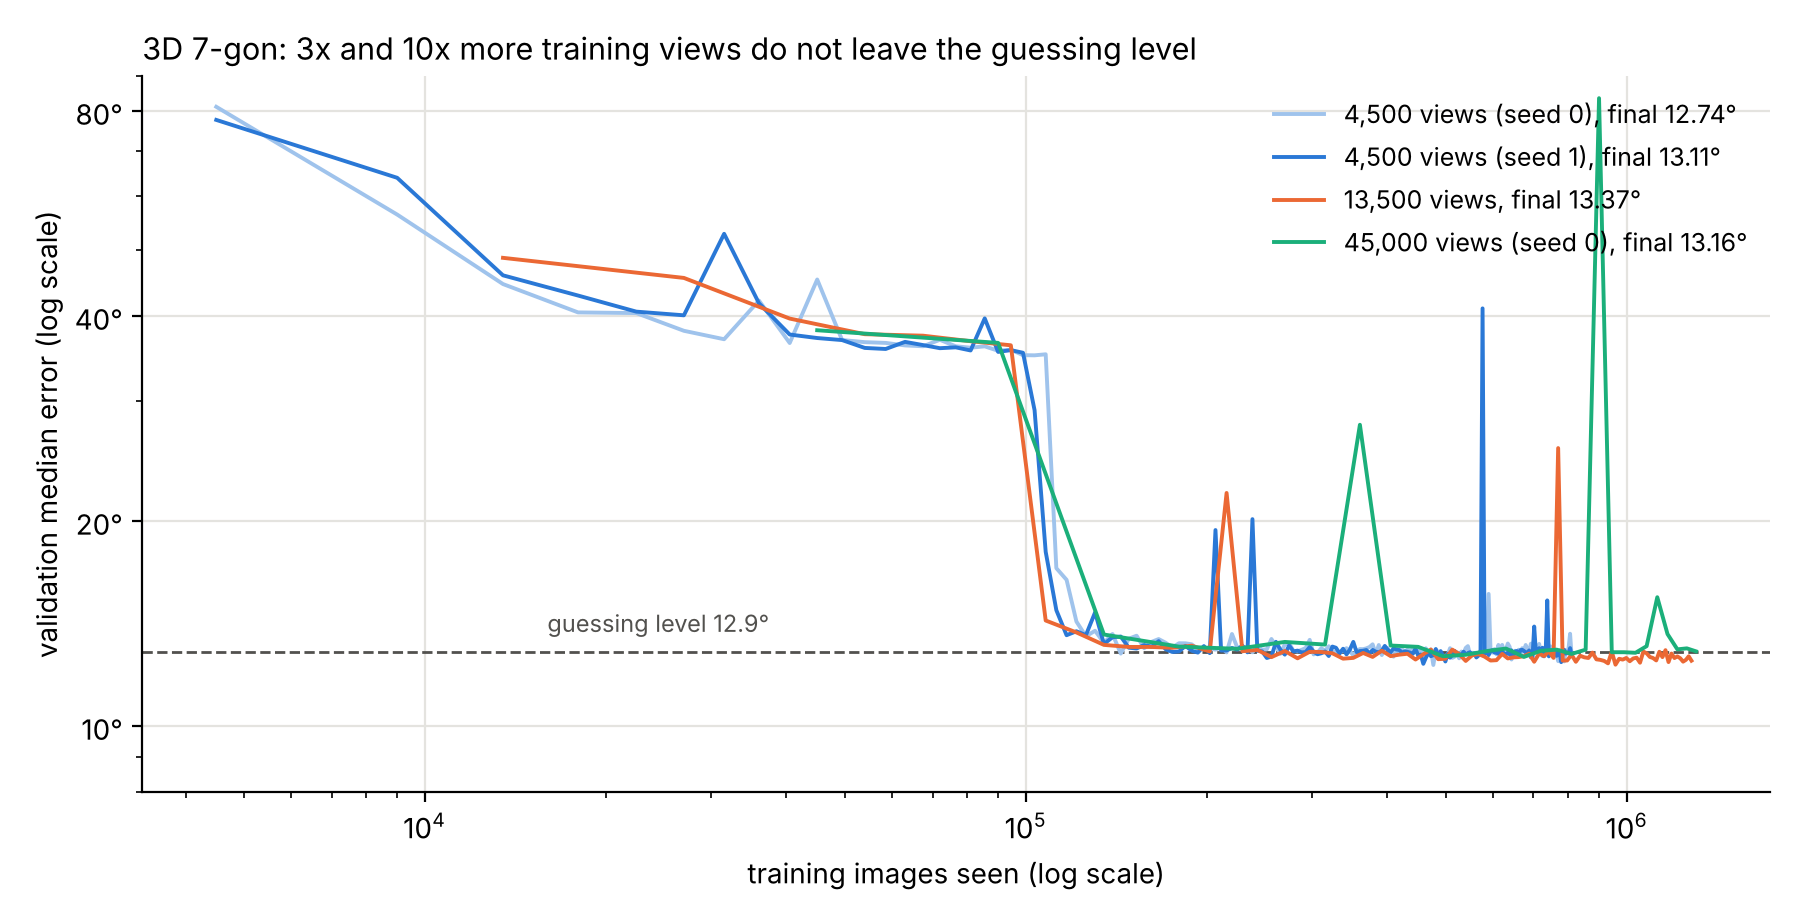 3D 7-gon: 3x and 10x more training views do not leave the guessing level
validation median error (log scale)
80°
40°
20°
10°
4,500 views (seed 0), final 12.74°
4,500 views (seed 1), final 13.11°
13,500 views, final 13.37°
45,000 views (seed 0), final 13.16°
guessing level 12.9°
10⁴
10⁵
10⁶
training images seen (log scale)